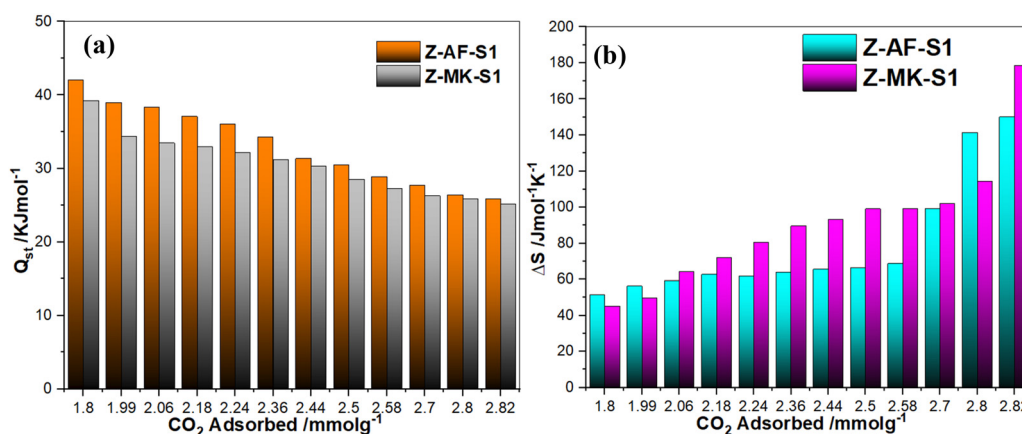 (a)
Z-AF-S1
Z-MK-S1
Qst /KJmol-1
50
40
30
20
10
0
1.8 1.99 2.06 2.18 2.24 2.36 2.44 2.5 2.58 2.7 2.8 2.82
CO2 Adsorbed /mmolg-1
(b)
Z-AF-S1
Z-MK-S1
ΔS /Jmol-1K-1
200
180
160
140
120
100
80
60
40
20
0
1.8 1.99 2.06 2.18 2.24 2.36 2.44 2.5 2.58 2.7 2.8 2.82
CO2 Adsorbed /mmolg-1